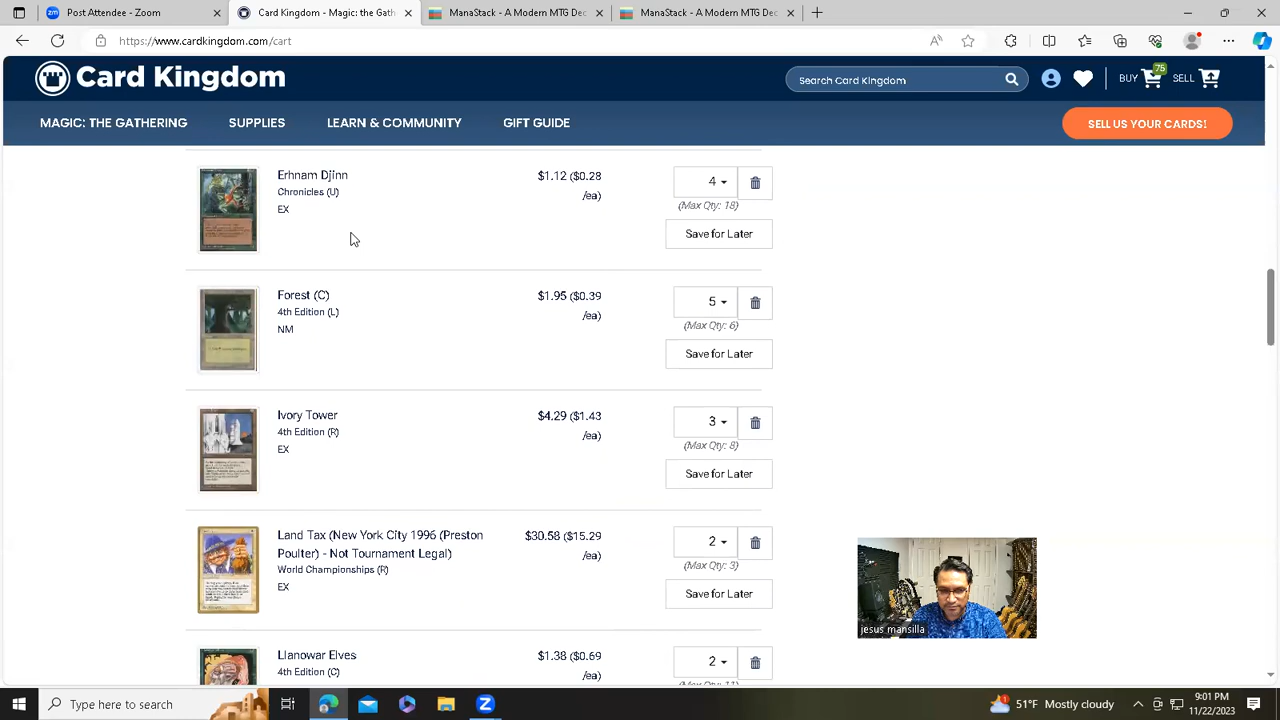 Post Attendee - Zoom
Card Kingdom - Magic: the Gath
ManaStack - A Modern MTG Dec
ManaStack - A Modern MTG Dec
https://www.cardkingdom.com/cart
Card Kingdom
Search Card Kingdom
BUY
75
SELL
MAGIC: THE GATHERING
SUPPLIES
LEARN & COMMUNITY
GIFT GUIDE
SELL US YOUR CARDS!
Erhnam Djinn
Chronicles (U)
EX
$1.12 ($0.28
/ea)
4
(Max Qty: 18)
Save for Later
Forest (C)
4th Edition (L)
NM
$1.95 ($0.39
/ea)
5
(Max Qty: 6)
Save for Later
Ivory Tower
4th Edition (R)
EX
$4.29 ($1.43
/ea)
3
(Max Qty: 8)
Save for Later
Land Tax (New York City 1996 (Preston
Poulter) - Not Tournament Legal)
World Championships (R)
EX
$30.58 ($15.29
/ea)
2
(Max Qty: 3)
Save for Later
Llanowar Elves
4th Edition (C)
$1.38 ($0.69
/ea)
2
(Max Qty: 11)
jesus mansilla
Type here to search
51°F Mostly cloudy
9:01 PM
11/22/2023